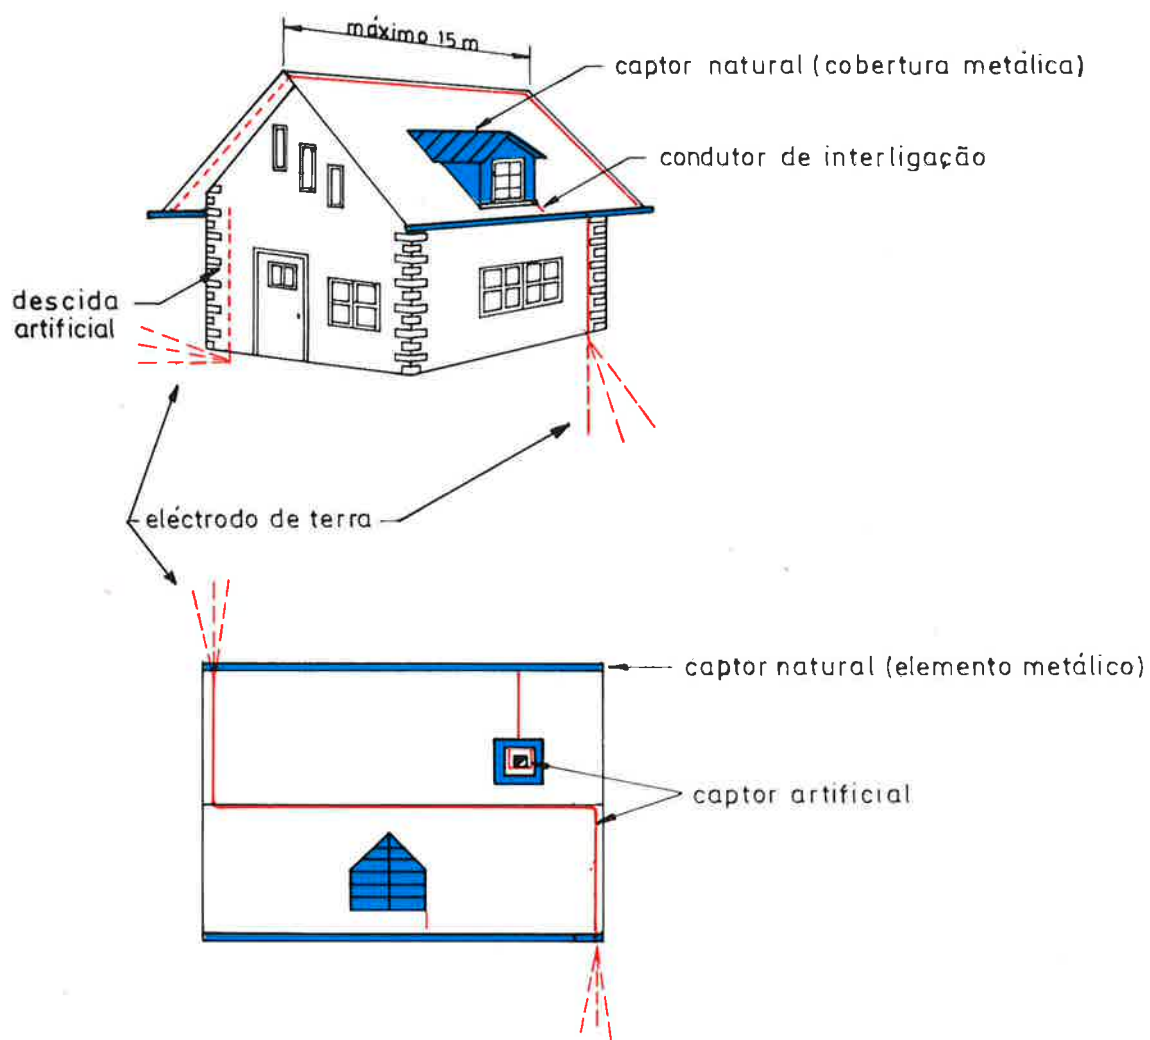 máximo 15 m
captor natural (cobertura metálica)
condutor de interligação
descida
artificial
eléctrodo de terra
captor natural (elemento metálico)
captor artificial